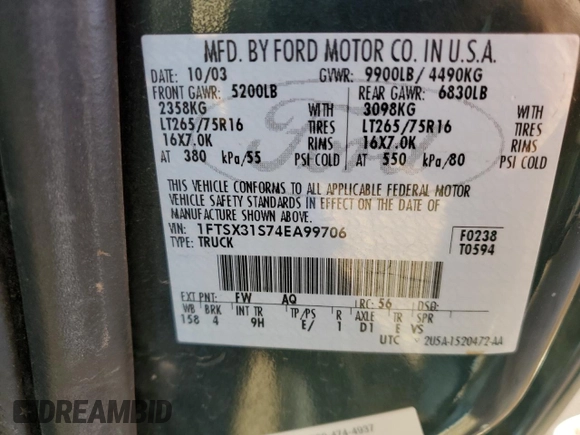 MFD. BY FORD MOTOR CO. IN U.S.A.
DATE: 10/03 GVWR: 9900LB/ 4490KG
FRONT GAWR: 5200LB REAR GAWR: 6830LB
2358KG WITH 3098KG WITH
LT265/75R16 TIRES LT265/75R16 TIRES
16X7.0K RIMS 16X7.0K RIMS
AT 380 kPa/55 PSI COLD AT 550 kPa/80 PSI COLD
THIS VEHICLE CONFORMS TO ALL APPLICABLE FEDERAL MOTOR
VEHICLE SAFETY STANDARDS IN EFFECT ON THE DATE OF
MANUFACTURE SHOWN ABOVE.
VIN: 1FTSX31S74EA99706 F0238
TYPE: TRUCK T0594
EXT PNT: FW AQ RC: 56 DSO:
WB BRK INT TR TP/PS R AXLE TR SPR
158 4 9H E/ 1 D1 E VS
UTC 2USA-1520472-AA
Ford
474-4957
DREAMBID